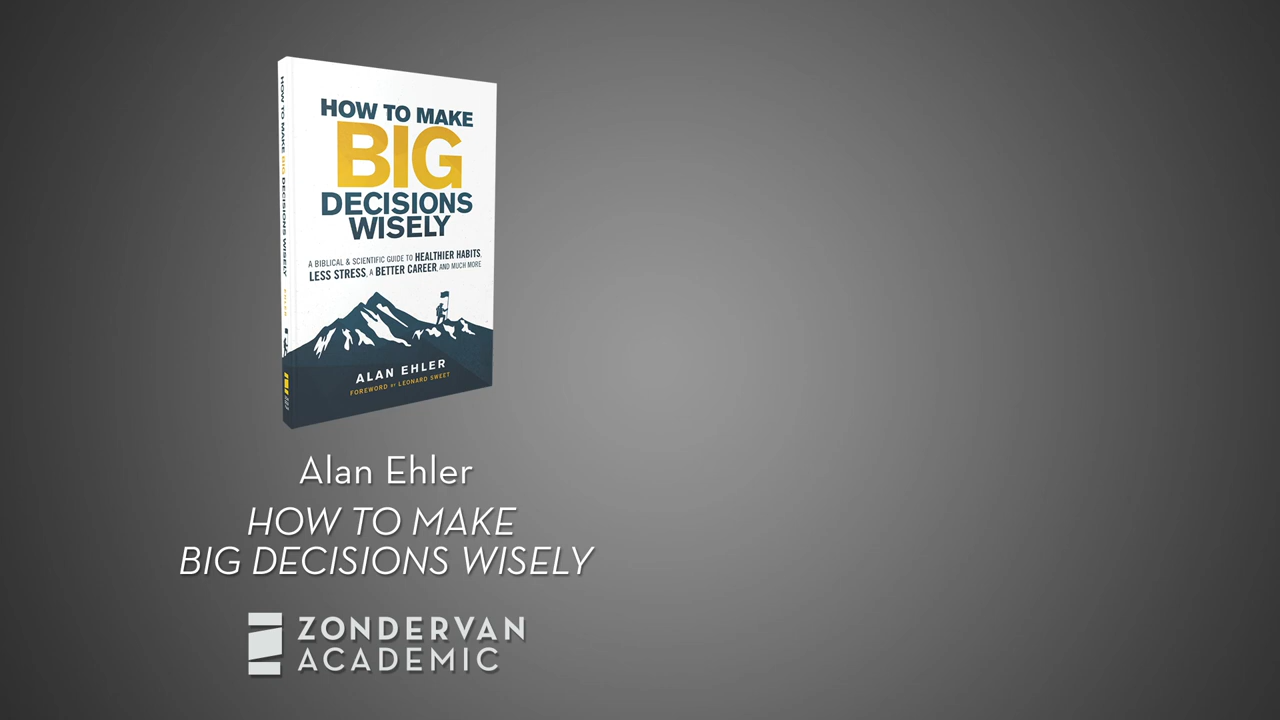 HOW TO MAKE BIG DECISIONS WISELY
EHLER
HOW TO MAKE
BIG
DECISIONS
WISELY
A BIBLICAL & SCIENTIFIC GUIDE TO HEALTHIER HABITS,
LESS STRESS, A BETTER CAREER, AND MUCH MORE
ALAN EHLER
FOREWORD BY LEONARD SWEET
Alan Ehler
HOW TO MAKE
BIG DECISIONS WISELY
ZONDERVAN
ACADEMIC